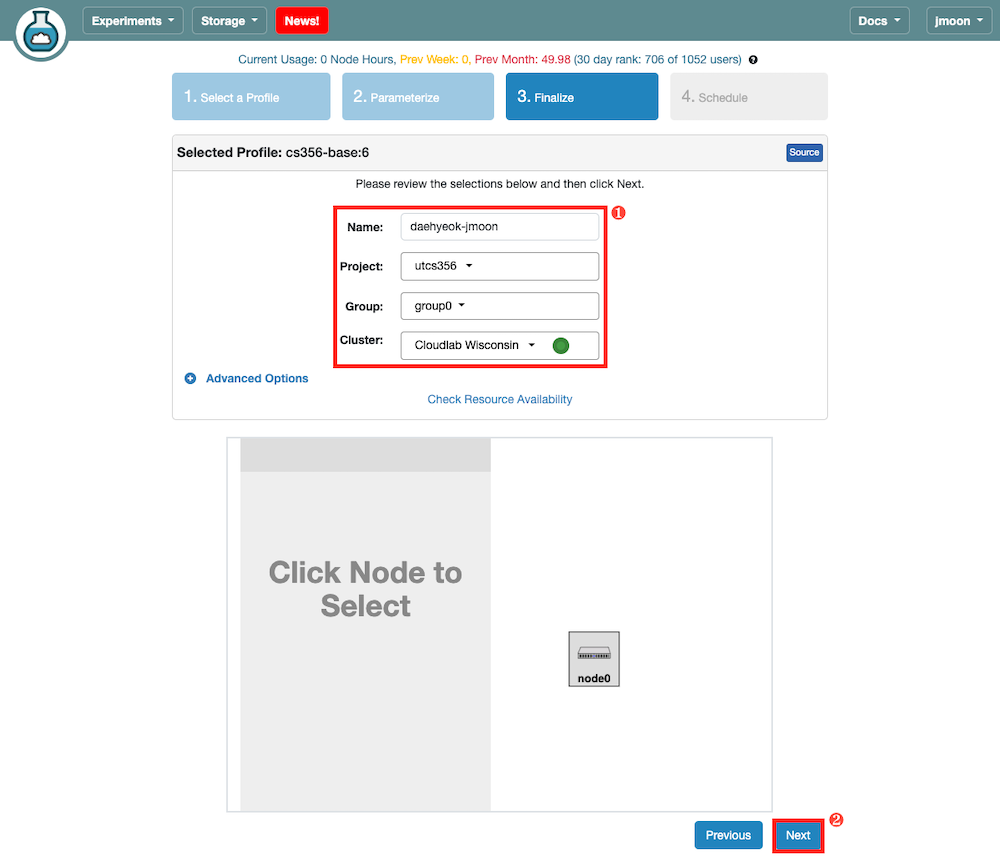 Experiments Storage News! Docs jmoon
Current Usage: 0 Node Hours, Prev Week: 0, Prev Month: 49.98 (30 day rank: 706 of 1052 users) ?
1. Select a Profile 2. Parameterize 3. Finalize 4. Schedule
Selected Profile: cs356-base:6 Source
Please review the selections below and then click Next.
1
Name: daehyeok-jmoon
Project: utcs356
Group: group0
Cluster: Cloudlab Wisconsin
Advanced Options
Check Resource Availability
Click Node to
Select
node0
Previous Next 2